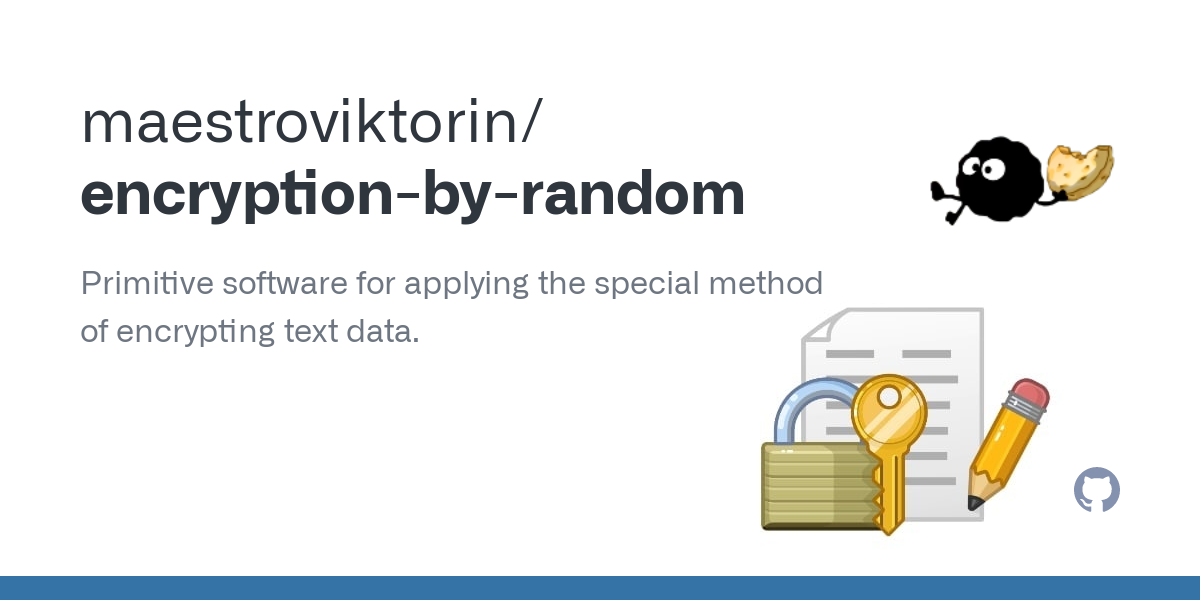 maestroviktorin/
encryption-by-random
Primitive software for applying the special method
of encrypting text data.